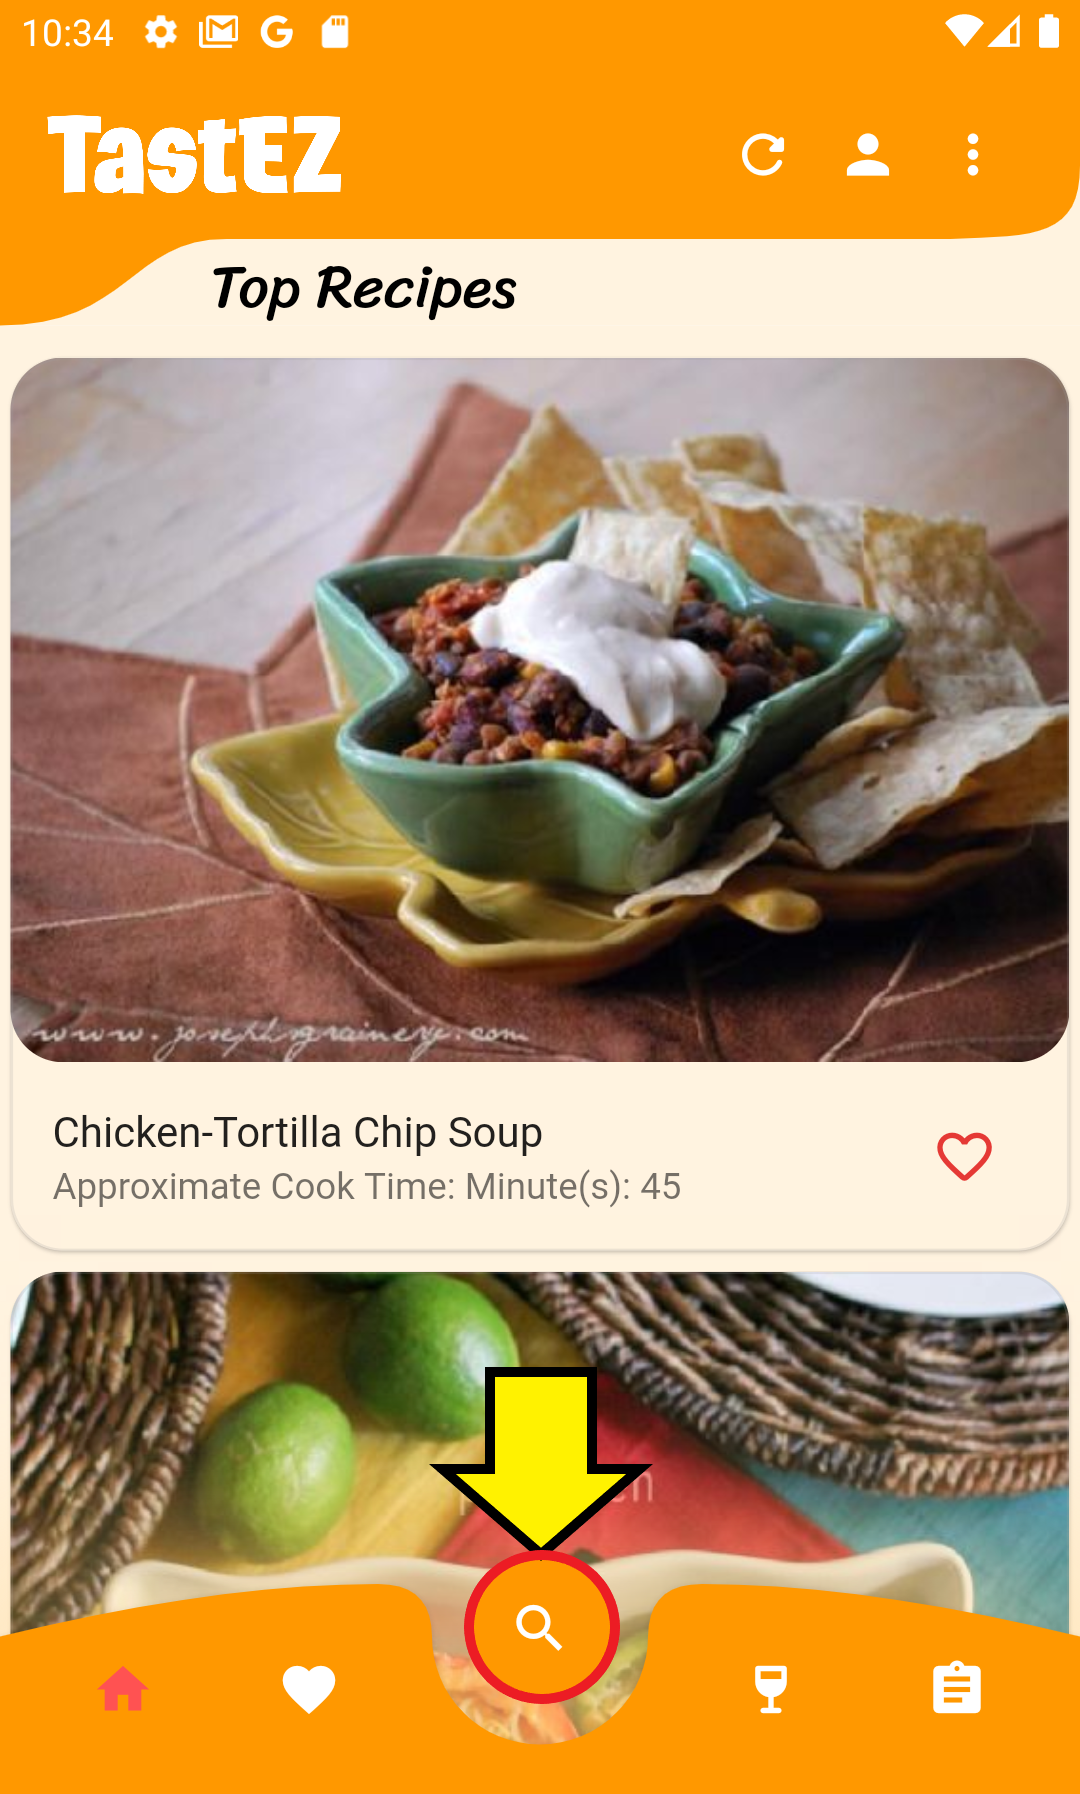 10:34
TastEZ
Top Recipes
Chicken-Tortilla Chip Soup
Approximate Cook Time: Minute(s): 45